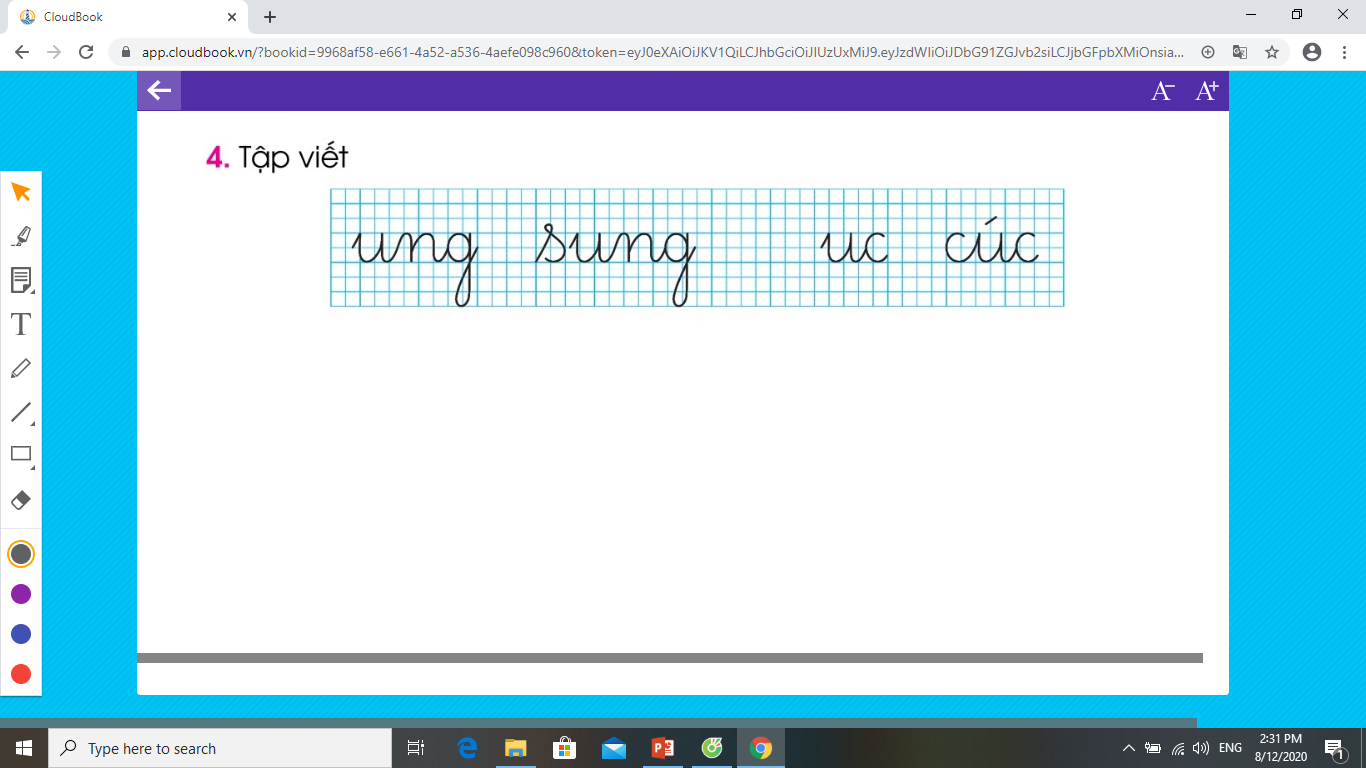 CloudBook
app.cloudbook.vn/?bookid=9968af58-e661-4a52-a536-4aefe098c960&token=eyJ0eXAiOiJKV1QiLCJhbGciOiJIUzUxMiJ9.eyJzdWIiOiJDbG91ZGJvb2siLCJjbGFpbXMiOnsia...
A- A+
4. Tập viết
ung sung uc cúc
T
Type here to search
ENG
2:31 PM
8/12/2020
1